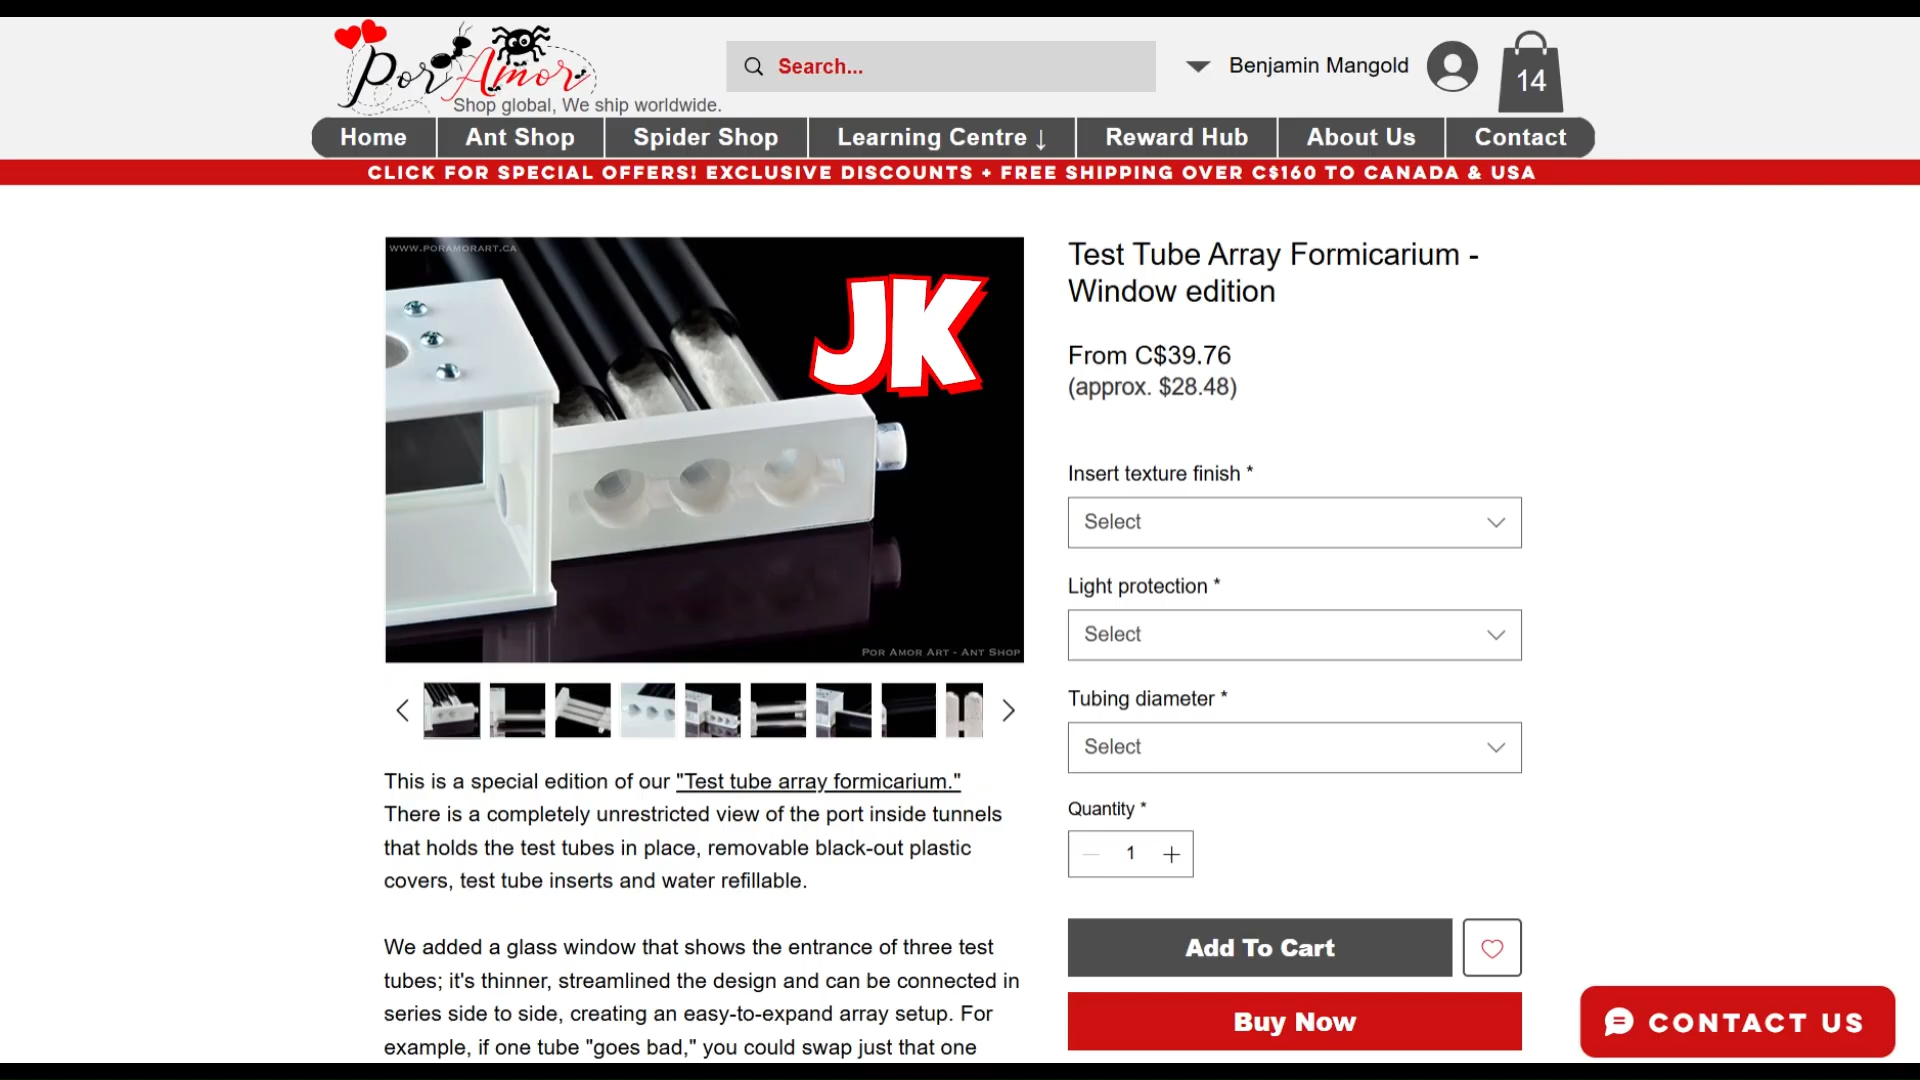 Por Amor
Shop global, We ship worldwide.
Search...
Benjamin Mangold
14
Home
Ant Shop
Spider Shop
Learning Centre ↓
Reward Hub
About Us
Contact
CLICK FOR SPECIAL OFFERS! EXCLUSIVE DISCOUNTS + FREE SHIPPING OVER C$160 TO CANADA & USA
WWW.PORAMORART.CA
JK
POR AMOR ART - ANT SHOP
This is a special edition of our "Test tube array formicarium."
There is a completely unrestricted view of the port inside tunnels
that holds the test tubes in place, removable black-out plastic
covers, test tube inserts and water refillable.
We added a glass window that shows the entrance of three test
tubes; it's thinner, streamlined the design and can be connected in
series side to side, creating an easy-to-expand array setup. For
example, if one tube "goes bad," you could swap just that one
Test Tube Array Formicarium -
Window edition
From C$39.76
(approx. $28.48)
Insert texture finish *
Select
Light protection *
Select
Tubing diameter *
Select
Quantity *
1
Add To Cart
Buy Now
CONTACT US